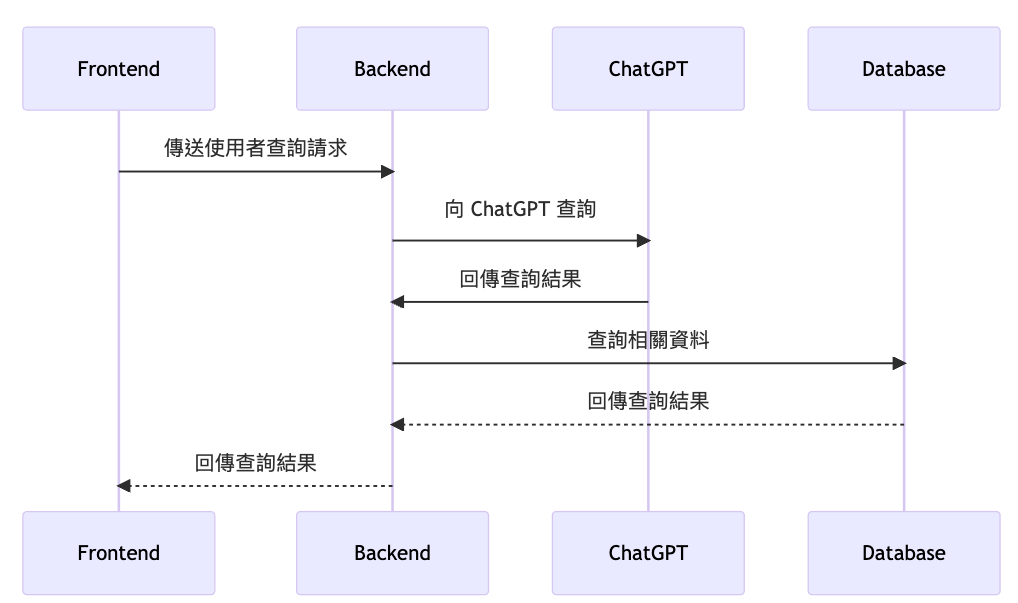 Frontend
Backend
ChatGPT
Database
傳送使用者查詢請求
向 ChatGPT 查詢
回傳查詢結果
查詢相關資料
回傳查詢結果
回傳查詢結果
Frontend
Backend
ChatGPT
Database